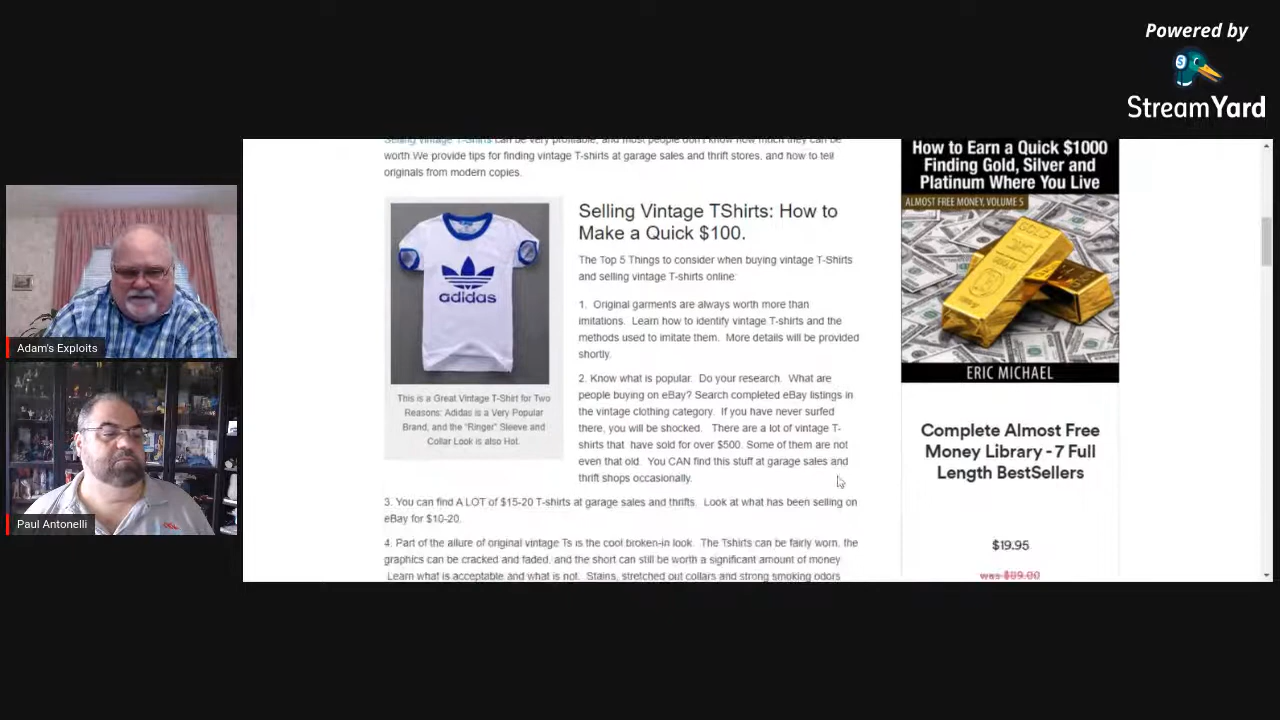 Powered by
StreamYard
Selling Vintage T-Shirts can be very profitable, and most people don't know how much they can be
worth We provide tips for finding vintage T-shirts at garage sales and thrift stores, and how to tell
originals from modern copies.
adidas
This is a Great Vintage T-Shirt for Two
Reasons: Adidas is a Very Popular
Brand, and the "Ringer" Sleeve and
Collar Look is also Hot.
Selling Vintage TShirts: How to
Make a Quick $100.
The Top 5 Things to consider when buying vintage T-Shirts
and selling vintage T-shirts online:
1. Original garments are always worth more than
imitations. Learn how to identify vintage T-shirts and the
methods used to imitate them. More details will be provided
shortly.
2. Know what is popular. Do your research. What are
people buying on eBay? Search completed eBay listings in
the vintage clothing category. If you have never surfed
there, you will be shocked. There are a lot of vintage T-
shirts that have sold for over $500. Some of them are not
even that old. You CAN find this stuff at garage sales and
thrift shops occasionally.
3. You can find A LOT of $15-20 T-shirts at garage sales and thrifts. Look at what has been selling on
eBay for $10-20.
4. Part of the allure of original vintage Ts is the cool broken-in look. The Tshirts can be fairly worn, the
graphics can be cracked and faded, and the short can still be worth a significant amount of money
Learn what is acceptable and what is not. Stains, stretched out collars and strong smoking odors
How to Earn a Quick $1000
Finding Gold, Silver and
Platinum Where You Live
ALMOST FREE MONEY, VOLUME 5
GOLD
ERIC MICHAEL
Complete Almost Free
Money Library - 7 Full
Length BestSellers
$19.95
was $89.00
Adam's Exploits
Paul Antonelli